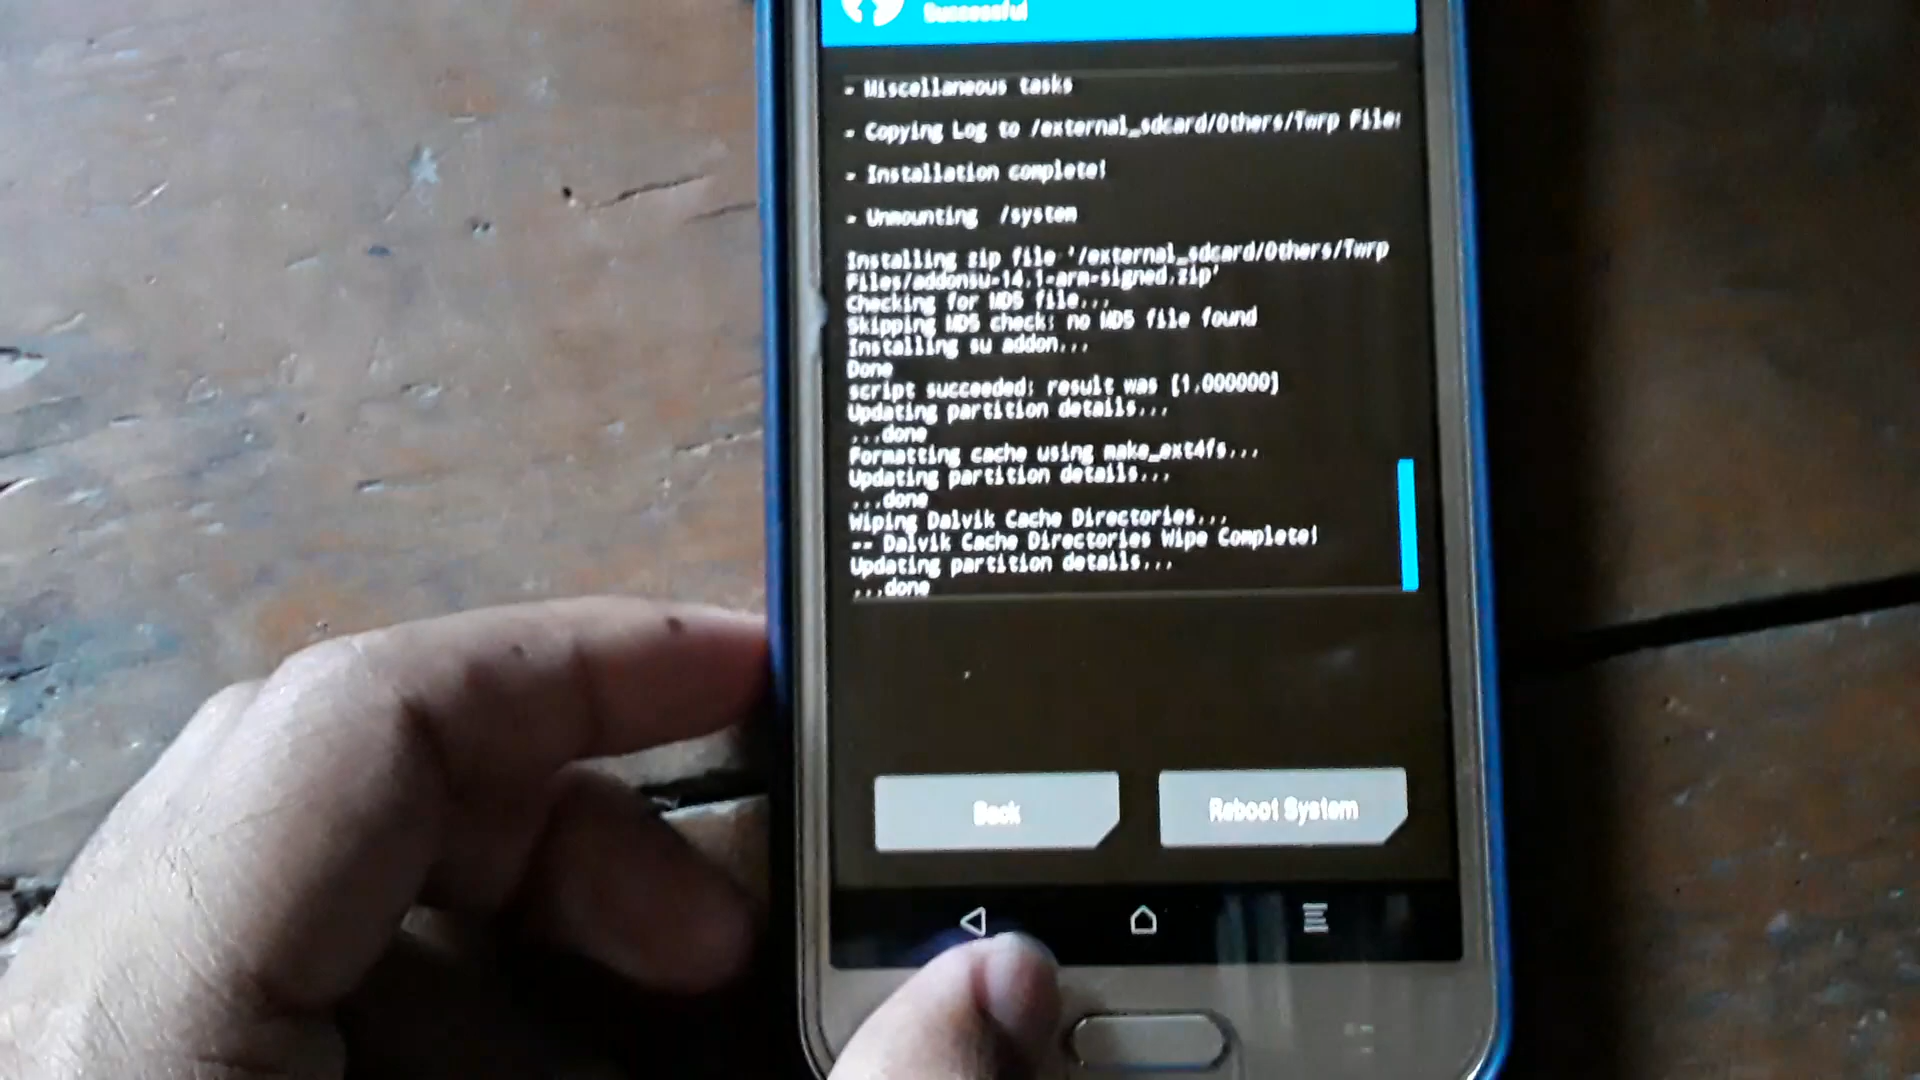 Successful
- Miscellaneous tasks
- Copying Log to /external_sdcard/Others/Twrp File
- Installation complete!
- Unmounting /system
Installing zip file '/external_sdcard/Others/Twrp
Files/addonsu-14.1-arm-signed.zip'
Checking for MD5 file...
Skipping MD5 check: no MD5 file found
Installing su addon...
Done
script succeeded: result was [1.000000]
Updating partition details...
...done
Formatting cache using make_ext4fs...
Updating partition details...
...done
Wiping Dalvik Cache Directories...
-- Dalvik Cache Directories Wipe Complete!
Updating partition details...
...done
Back
Reboot System